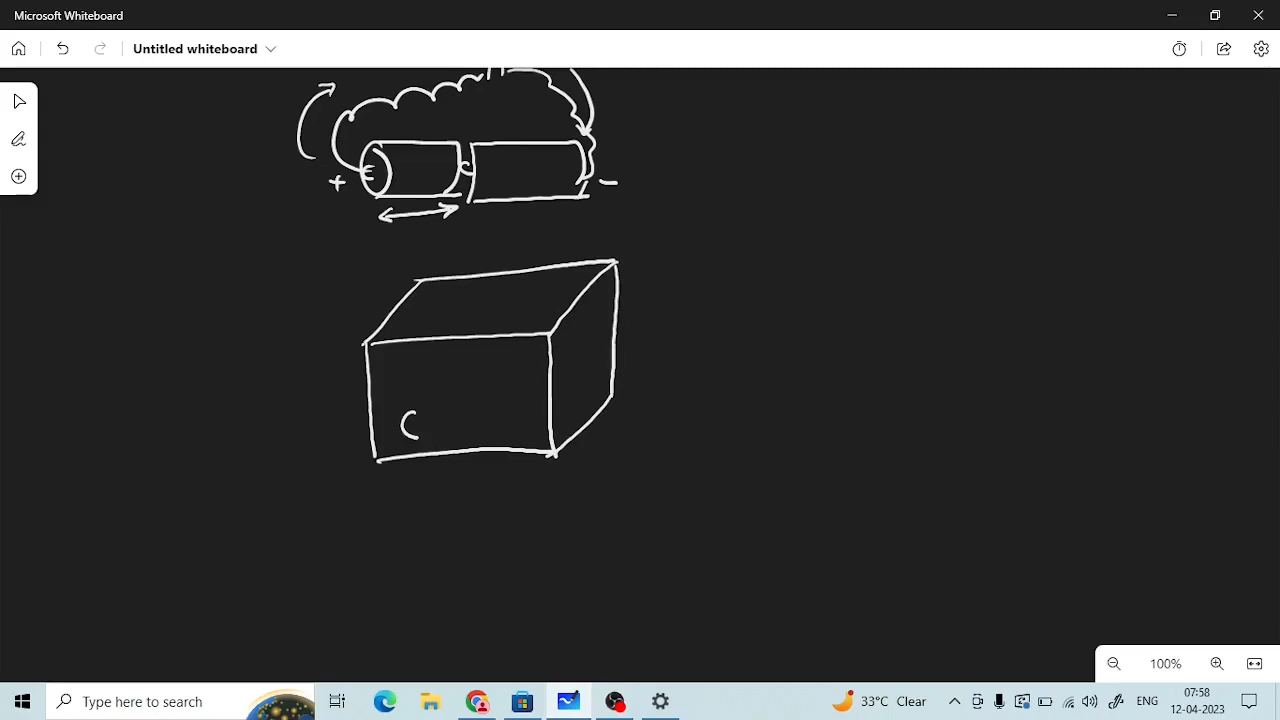 Microsoft Whiteboard
Untitled whiteboard
+ −
C
100%
Type here to search
33°C Clear
ENG
07:58
12-04-2023